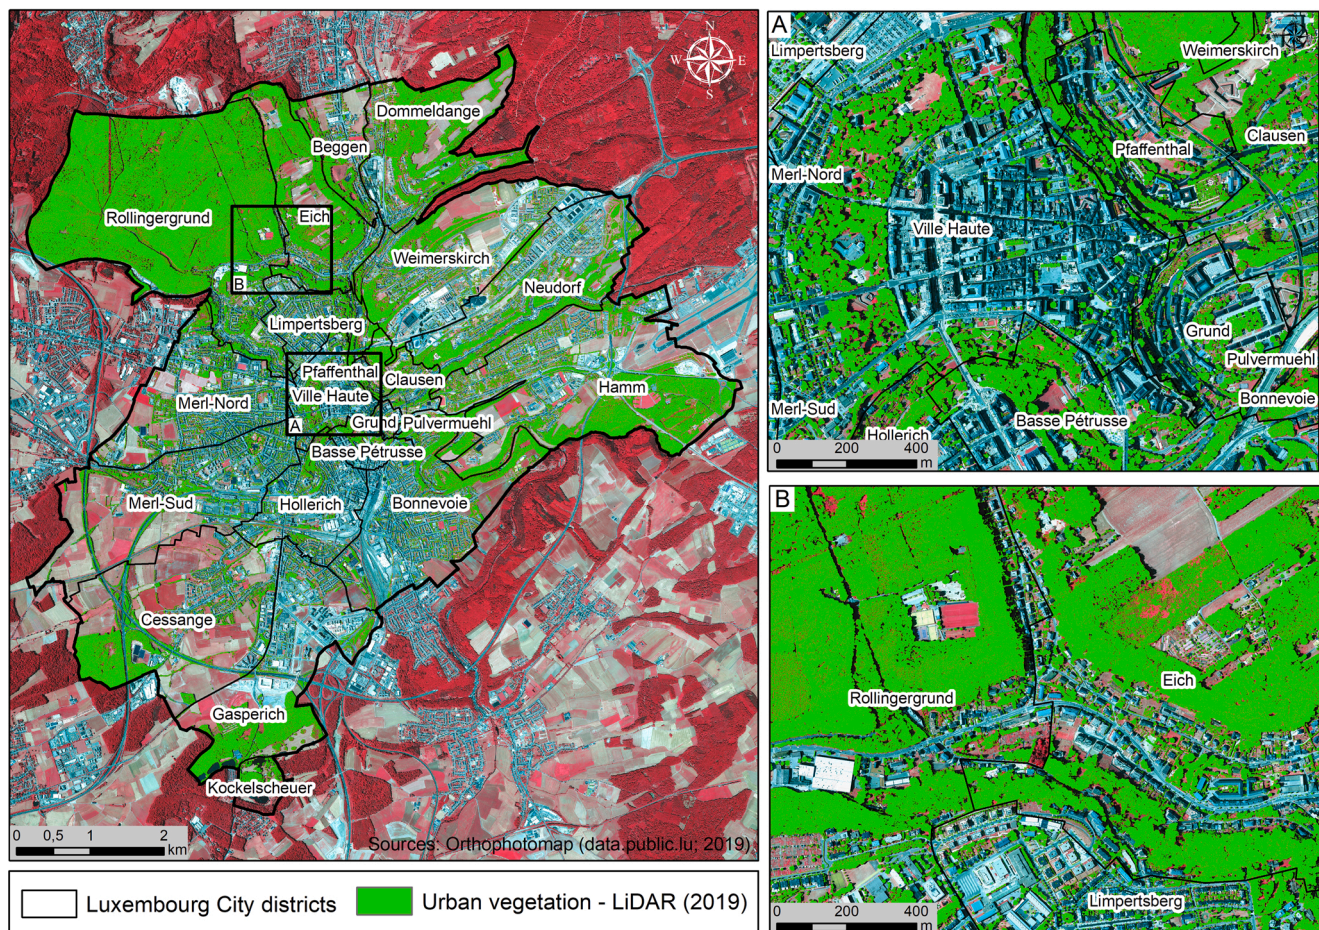 N
W E
S
Dommeldange
Beggen
Rollingergrund
Eich
B
Weimerskirch
Neudorf
Limpertsberg
Pfaffenthal
Clausen
Hamm
Ville Haute
Merl-Nord
A
Grund
Pulvermuehl
Basse Pétrusse
Merl-Sud
Hollerich
Bonnevoie
Cessange
Gasperich
Kockelscheuer
0 0,5 1 2
km
Sources: Orthophotomap (data.public.lu; 2019)
Luxembourg City districts
Urban vegetation - LiDAR (2019)
A
Limpertsberg
Weimerskirch
Clausen
Pfaffenthal
Merl-Nord
Ville Haute
Grund
Pulvermuehl
Bonnevoie
Merl-Sud
Basse Pétrusse
Hollerich
0 200 400
m
B
Rollingergrund
Eich
Limpertsberg
0 200 400
m